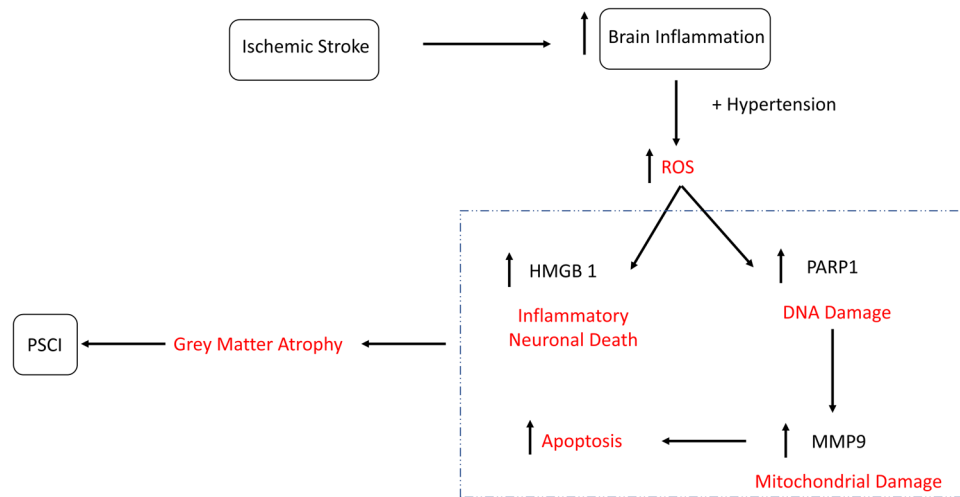 Ischemic Stroke
Brain Inflammation
+ Hypertension
ROS
HMGB 1
PARP1
Inflammatory
Neuronal Death
DNA Damage
PSCI
Grey Matter Atrophy
Apoptosis
MMP9
Mitochondrial Damage